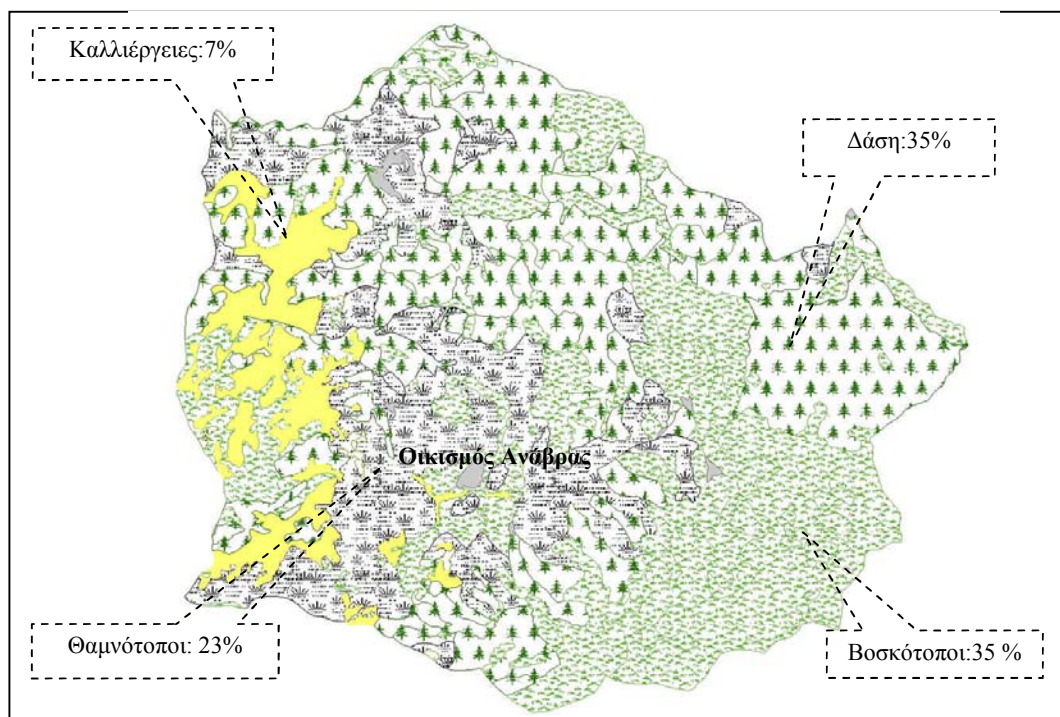 Καλλιέργειες:7%
Δάση:35%
Οικισμός Ανάβρας
Θαμνότοποι: 23%
Βοσκότοποι:35 %